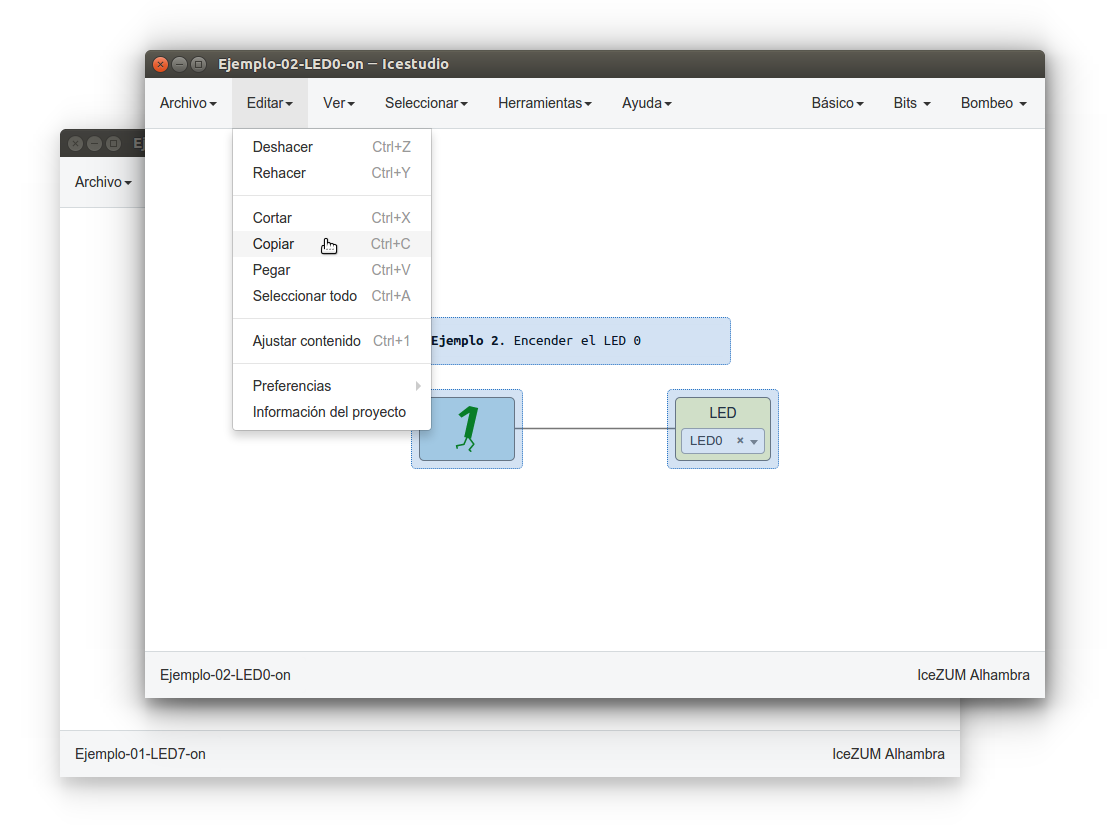 Ejemplo-02-LED0-on — Icestudio
Archivo Editar Ver Seleccionar Herramientas Ayuda Básico Bits Bombeo
Deshacer Ctrl+Z
Rehacer Ctrl+Y
Cortar Ctrl+X
Copiar Ctrl+C
Pegar Ctrl+V
Seleccionar todo Ctrl+A
Ajustar contenido Ctrl+1
Preferencias
Información del proyecto
Ejemplo 2. Encender el LED 0
1
LED
LED0
Ejemplo-02-LED0-on IceZUM Alhambra
Archivo
Ejemplo-01-LED7-on IceZUM Alhambra